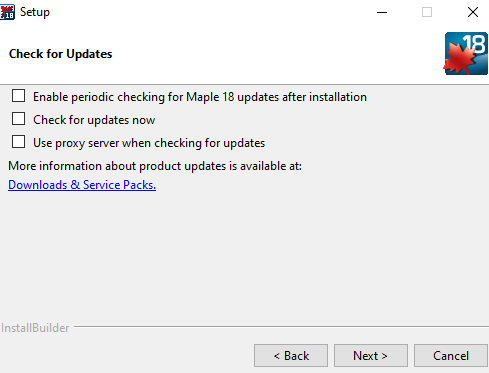 .18
Setup
Check for Updates
18
Enable periodic checking for Maple 18 updates after installation
Check for updates now
Use proxy server when checking for updates
More information about product updates is available at:
Downloads & Service Packs.
InstallBuilder
< Back
Next >
Cancel